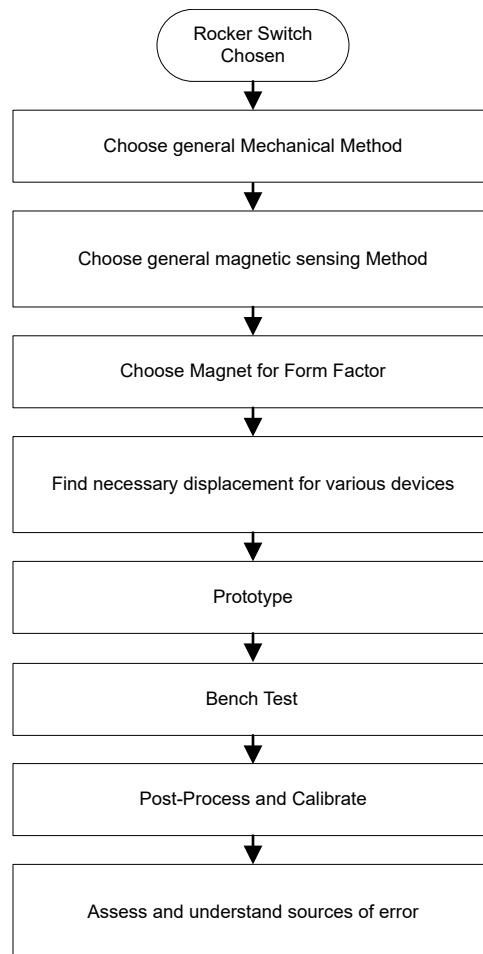 Rocker Switch
Chosen
Choose general Mechanical Method
Choose general magnetic sensing Method
Choose Magnet for Form Factor
Find necessary displacement for various devices
Prototype
Bench Test
Post-Process and Calibrate
Assess and understand sources of error